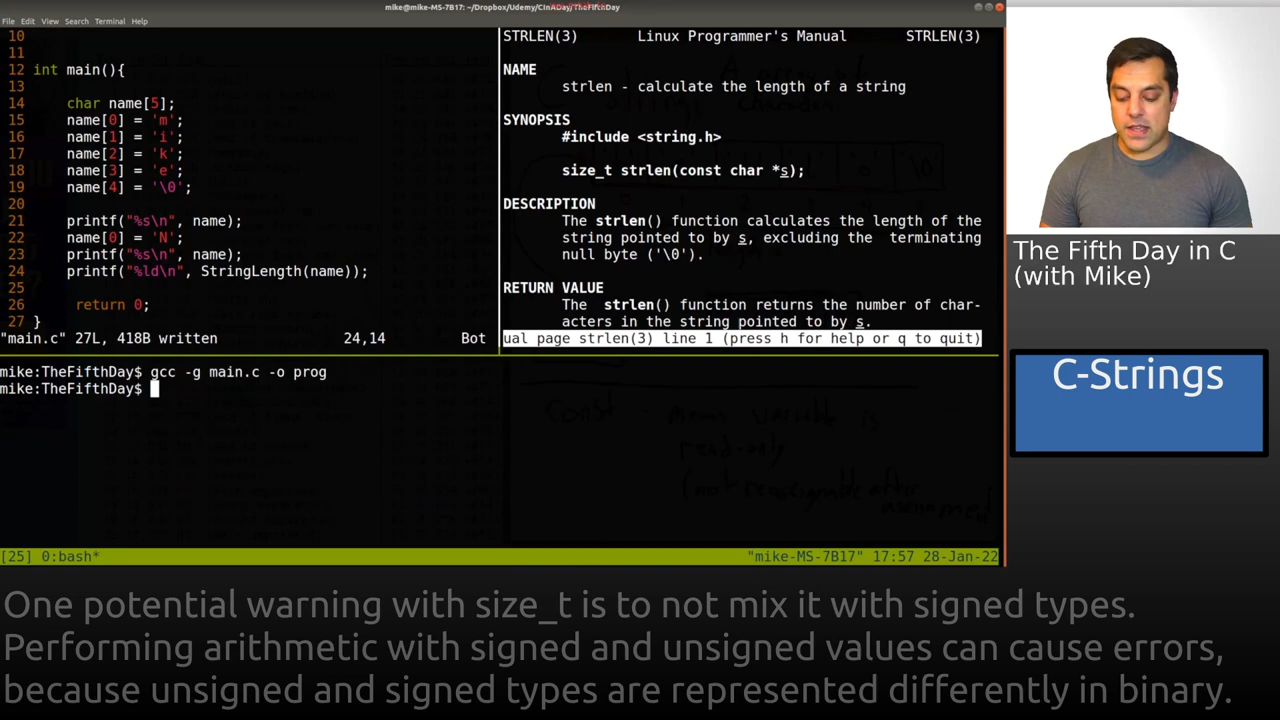 mike@mike-MS-7B17: ~/Dropbox/Udemy/CInADay/TheFifthDay
File Edit View Search Terminal Help
10
11
12 int main(){
13
14     char name[5];
15     name[0] = 'm';
16     name[1] = 'i';
17     name[2] = 'k';
18     name[3] = 'e';
19     name[4] = '\0';
20
21     printf("%s\n", name);
22     name[0] = 'N';
23     printf("%s\n", name);
24     printf("%ld\n", StringLength(name));
25
26      return 0;
27 }
"main.c" 27L, 418B written 24,14 Bot
STRLEN(3) Linux Programmer's Manual STRLEN(3)
NAME
strlen - calculate the length of a string
SYNOPSIS
#include <string.h>
size_t strlen(const char *s);
DESCRIPTION
The strlen() function calculates the length of the
string pointed to by s, excluding the terminating
null byte ('\0').
RETURN VALUE
The strlen() function returns the number of char-
acters in the string pointed to by s.
ual page strlen(3) line 1 (press h for help or q to quit)
mike:TheFifthDay$ gcc -g main.c -o prog
mike:TheFifthDay$
const - means variable is
read-only
(not reassignable after
[25] 0:bash* "mike-MS-7B17" 17:57 28-Jan-22
The Fifth Day in C
(with Mike)
C-Strings
One potential warning with size_t is to not mix it with signed types.
Performing arithmetic with signed and unsigned values can cause errors,
because unsigned and signed types are represented differently in binary.